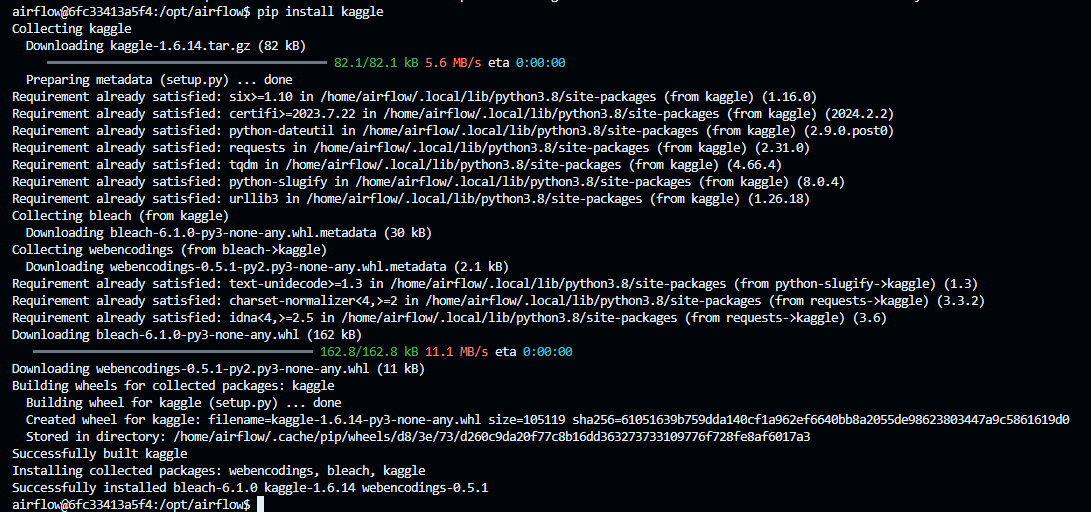 airflow@6fc33413a5f4:/opt/airflow$ pip install kaggle
Collecting kaggle
Downloading kaggle-1.6.14.tar.gz (82 kB)
82.1/82.1 kB 5.6 MB/s eta 0:00:00
Preparing metadata (setup.py) ... done
Requirement already satisfied: six>=1.10 in /home/airflow/.local/lib/python3.8/site-packages (from kaggle) (1.16.0)
Requirement already satisfied: certifi>=2023.7.22 in /home/airflow/.local/lib/python3.8/site-packages (from kaggle) (2024.2.2)
Requirement already satisfied: python-dateutil in /home/airflow/.local/lib/python3.8/site-packages (from kaggle) (2.9.0.post0)
Requirement already satisfied: requests in /home/airflow/.local/lib/python3.8/site-packages (from kaggle) (2.31.0)
Requirement already satisfied: tqdm in /home/airflow/.local/lib/python3.8/site-packages (from kaggle) (4.66.4)
Requirement already satisfied: python-slugify in /home/airflow/.local/lib/python3.8/site-packages (from kaggle) (8.0.4)
Requirement already satisfied: urllib3 in /home/airflow/.local/lib/python3.8/site-packages (from kaggle) (1.26.18)
Collecting bleach (from kaggle)
Downloading bleach-6.1.0-py3-none-any.whl.metadata (30 kB)
Collecting webencodings (from bleach->kaggle)
Downloading webencodings-0.5.1-py2.py3-none-any.whl.metadata (2.1 kB)
Requirement already satisfied: text-unidecode>=1.3 in /home/airflow/.local/lib/python3.8/site-packages (from python-slugify->kaggle) (1.3)
Requirement already satisfied: charset-normalizer<4,>=2 in /home/airflow/.local/lib/python3.8/site-packages (from requests->kaggle) (3.3.2)
Requirement already satisfied: idna<4,>=2.5 in /home/airflow/.local/lib/python3.8/site-packages (from requests->kaggle) (3.6)
Downloading bleach-6.1.0-py3-none-any.whl (162 kB)
162.8/162.8 kB 11.1 MB/s eta 0:00:00
Downloading webencodings-0.5.1-py2.py3-none-any.whl (11 kB)
Building wheels for collected packages: kaggle
Building wheel for kaggle (setup.py) ... done
Created wheel for kaggle: filename=kaggle-1.6.14-py3-none-any.whl size=105119 sha256=61051639b759dda140cf1a962ef6640bb8a2055de98623803447a9c5861619d0
Stored in directory: /home/airflow/.cache/pip/wheels/d8/3e/73/d260c9da20f77c8b16dd363273733109776f728fe8af6017a3
Successfully built kaggle
Installing collected packages: webencodings, bleach, kaggle
Successfully installed bleach-6.1.0 kaggle-1.6.14 webencodings-0.5.1
airflow@6fc33413a5f4:/opt/airflow$